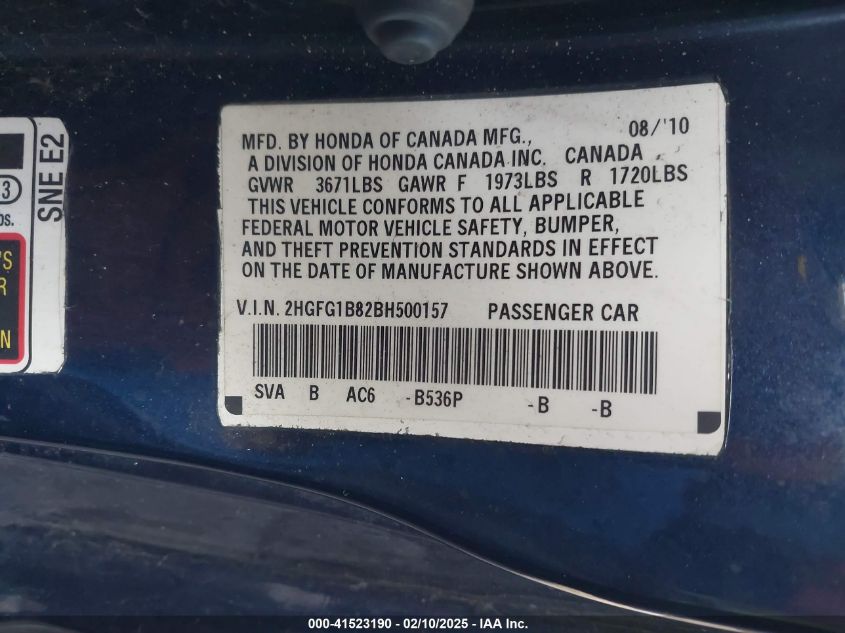 MFD. BY HONDA OF CANADA MFG., 08/'10
A DIVISION OF HONDA CANADA INC. CANADA
GVWR 3671LBS GAWR F 1973LBS R 1720LBS
THIS VEHICLE CONFORMS TO ALL APPLICABLE
FEDERAL MOTOR VEHICLE SAFETY, BUMPER,
AND THEFT PREVENTION STANDARDS IN EFFECT
ON THE DATE OF MANUFACTURE SHOWN ABOVE.
V.I.N. 2HGFG1B82BH500157 PASSENGER CAR
SVA B AC6 -B536P -B -B
SNE E2
000-41523190 - 02/10/2025 - IAA Inc.